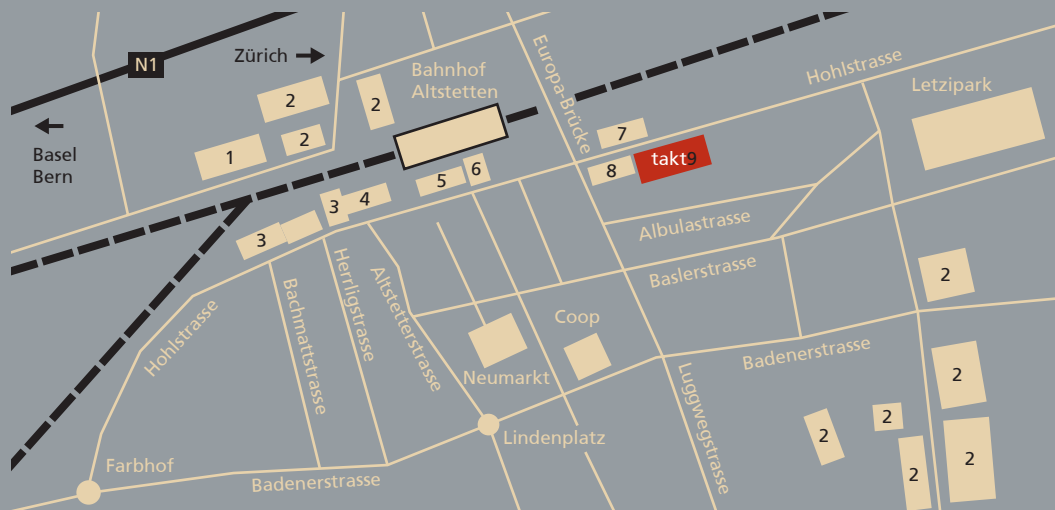 N1
Zürich
Basel
Bern
Bahnhof
Altstetten
Europa-Brücke
Hohlstrasse
Letzipark
2
2
2
1
7
8
takt9
6
5
4
3
3
Albulastrasse
Baslerstrasse
2
Hohlstrasse
Bachmattstrasse
Herrligstrasse
Altstetterstrasse
Coop
Neumarkt
Badenerstrasse
Luggwegstrasse
2
2
2
2
2
Lindenplatz
Farbhof
Badenerstrasse